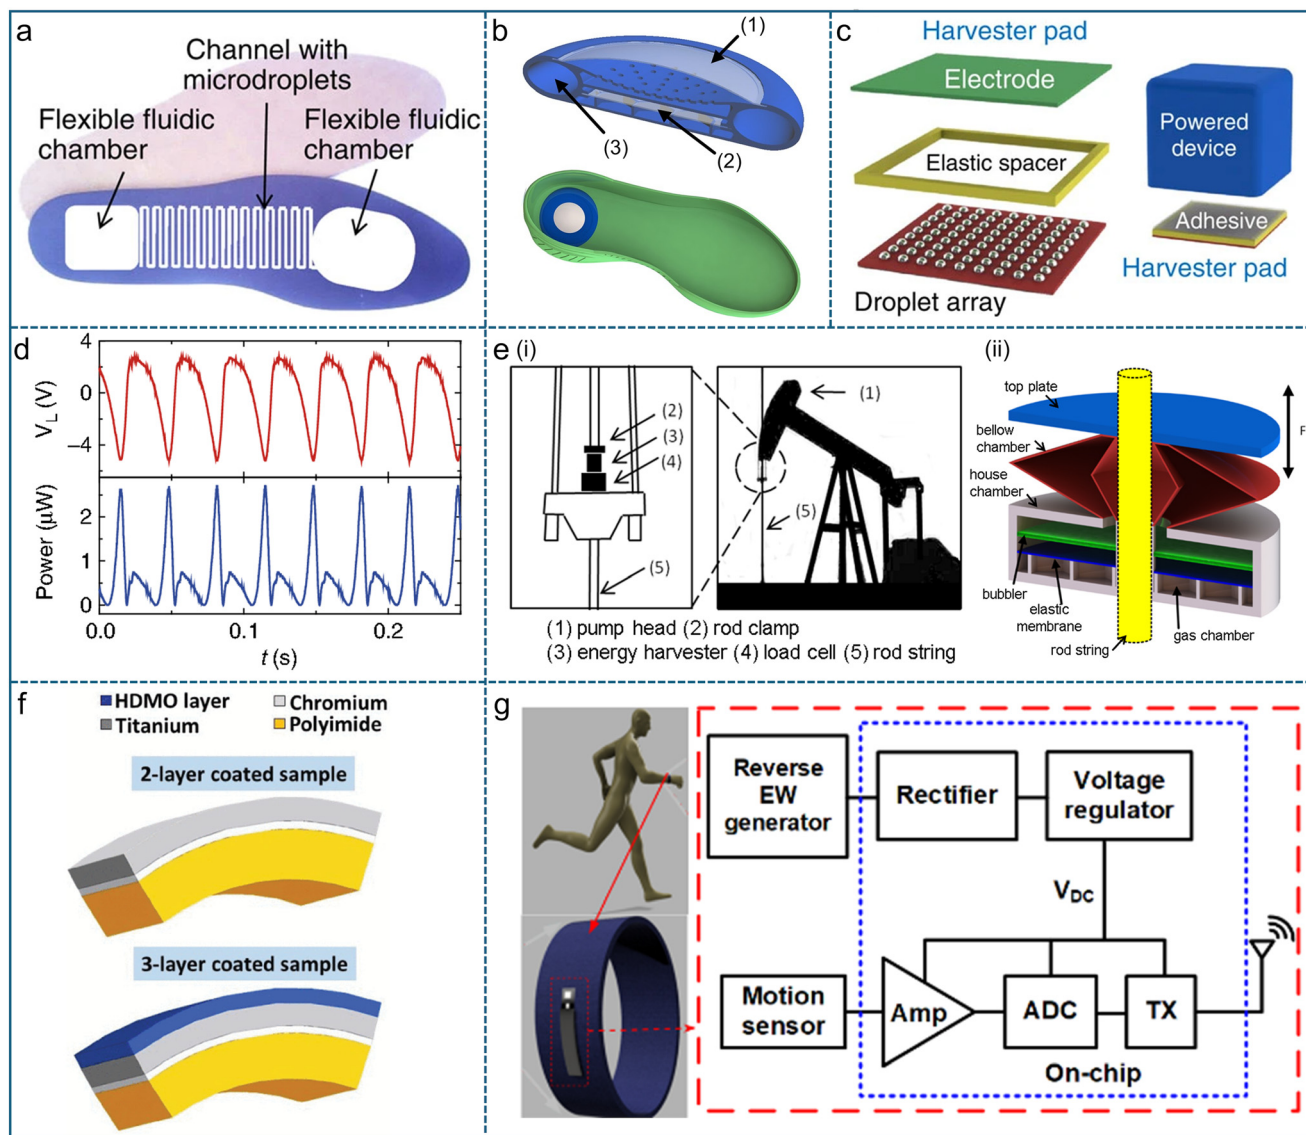 a
Channel with
microdroplets
Flexible fluidic
chamber
Flexible fluidic
chamber
b
(1)
(3)
(2)
c
Harvester pad
Electrode
Elastic spacer
Droplet array
Powered
device
Adhesive
Harvester pad
d
4
0
−4
V_L (V)
2
1
0
Power (μW)
0.0
0.1
0.2
t (s)
e
(i)
(2)
(3)
(4)
(5)
(1)
(5)
(1) pump head (2) rod clamp
(3) energy harvester (4) load cell (5) rod string
(ii)
top plate
bellow
chamber
house
chamber
bubbler
elastic
membrane
rod string
gas chamber
F
f
HDMO layer
Chromium
Titanium
Polyimide
2-layer coated sample
3-layer coated sample
g
Reverse
EW
generator
Rectifier
Voltage
regulator
V_DC
Motion
sensor
Amp
ADC
TX
On-chip